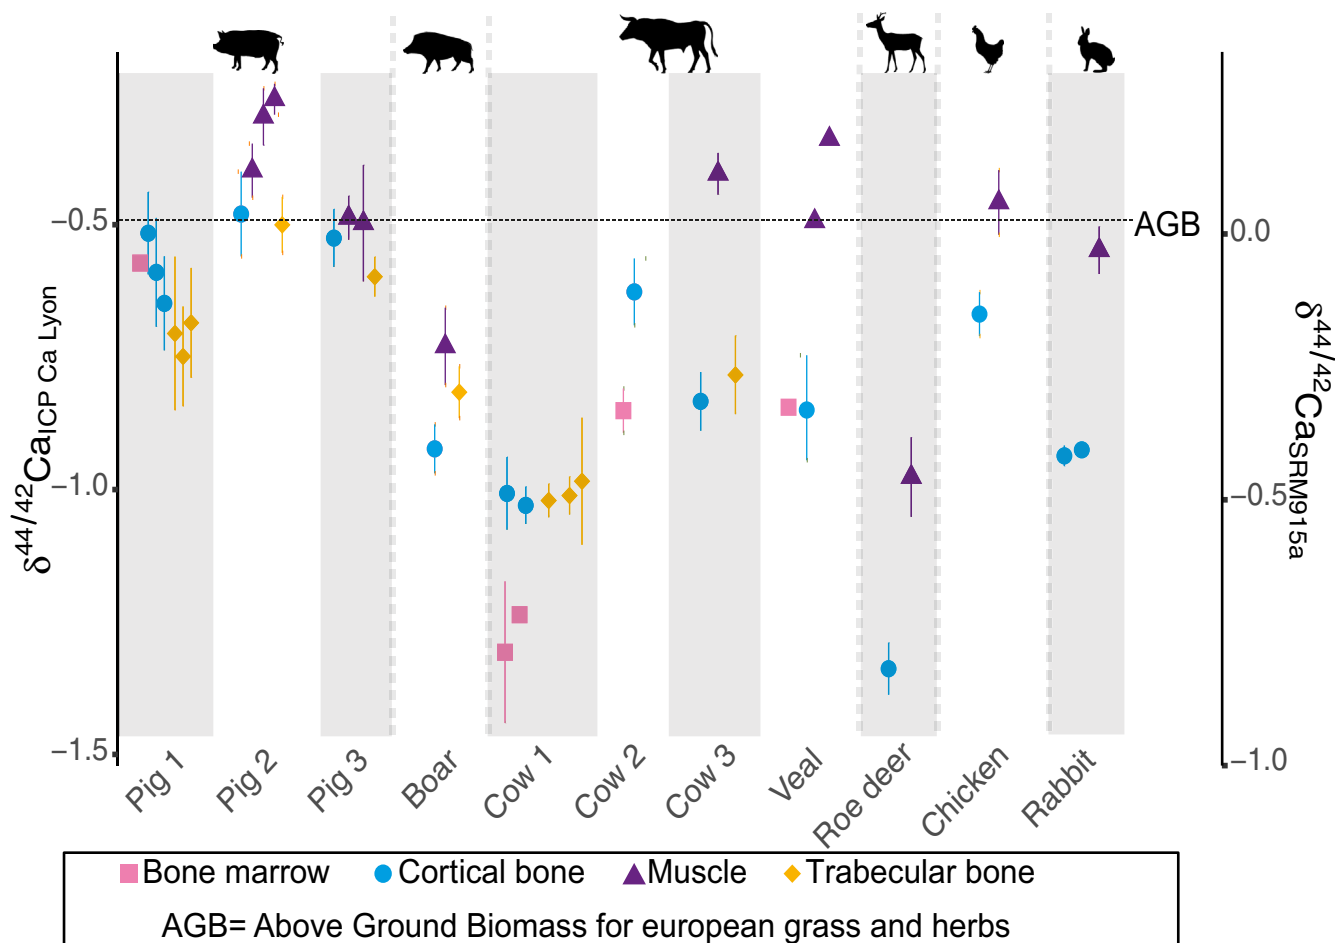 −0.5
−1.0
−1.5
δ44/42CaICP Ca Lyon
AGB
0.0
−0.5
−1.0
δ44/42CaSRM915a
Pig 1
Pig 2
Pig 3
Boar
Cow 1
Cow 2
Cow 3
Veal
Roe deer
Chicken
Rabbit
Bone marrow Cortical bone Muscle Trabecular bone
AGB= Above Ground Biomass for european grass and herbs